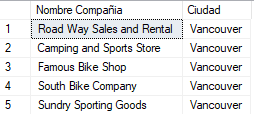 Nombre Compañia Ciudad
1 Road Way Sales and Rental Vancouver
2 Camping and Sports Store Vancouver
3 Famous Bike Shop Vancouver
4 South Bike Company Vancouver
5 Sundry Sporting Goods Vancouver